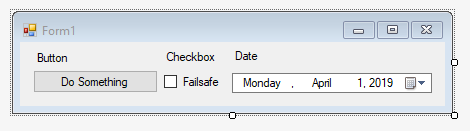 Form1
Button Checkbox Date
Do Something Failsafe Monday , April 1, 2019